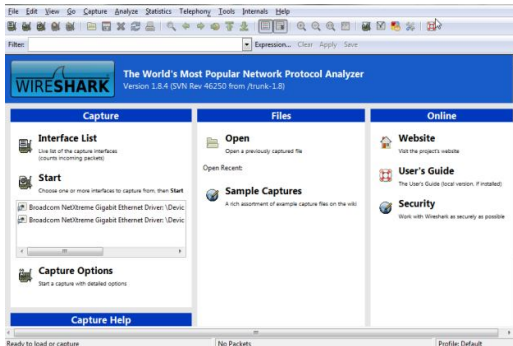 File Edit View Go Capture Analyze Statistics Telephony Tools Internals Help
Filter: Expression... Clear Apply Save
WIRESHARK
The World's Most Popular Network Protocol Analyzer
Version 1.8.4 (SVN Rev 46250 from /trunk-1.8)
Capture
Interface List
Live list of the capture interfaces
(counts incoming packets)
Start
Choose one or more interfaces to capture from, then Start
Broadcom NetXtreme Gigabit Ethernet Driver: \Devic
Broadcom NetXtreme Gigabit Ethernet Driver: \Devic
Capture Options
Start a capture with detailed options
Capture Help
Files
Open
Open a previously captured file
Open Recent:
Sample Captures
A rich assortment of example capture files on the wiki
Online
Website
Visit the project's website
User's Guide
The User's Guide (local version, if installed)
Security
Work with Wireshark as securely as possible
Ready to load or capture No Packets Profile: Default